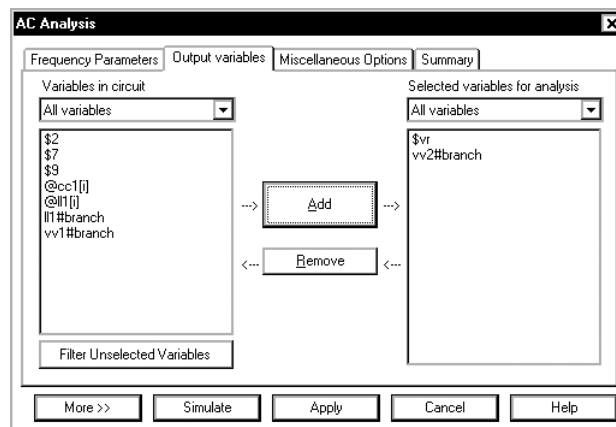 AC Analysis
Frequency Parameters
Output variables
Miscellaneous Options
Summary
Variables in circuit
All variables
$2
$7
$9
@cc1[i]
@ll1[i]
ll1#branch
vv1#branch
Filter Unselected Variables
---> Add --->
<--- Remove <---
Selected variables for analysis
All variables
$vr
vv2#branch
More >>
Simulate
Apply
Cancel
Help